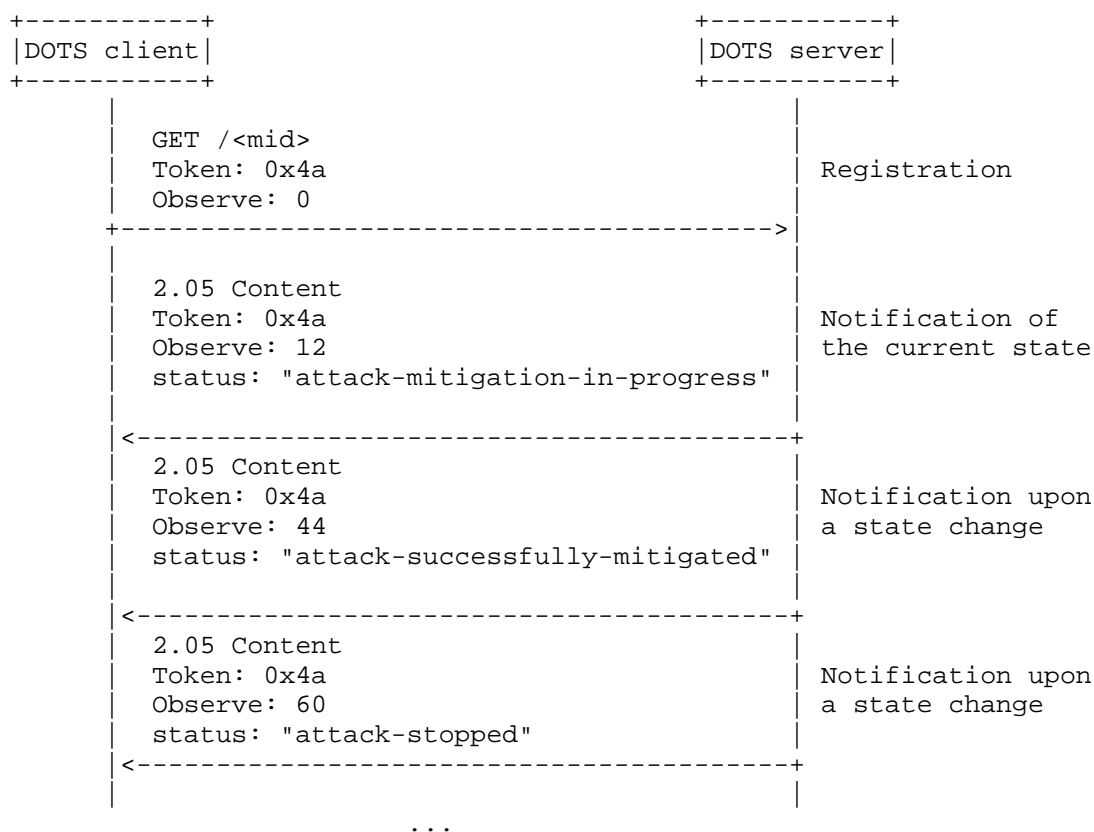 DOTS client DOTS server
GET /<mid>
Token: 0x4a Registration
Observe: 0
2.05 Content
Token: 0x4a Notification of
Observe: 12 the current state
status: "attack-mitigation-in-progress"
2.05 Content
Token: 0x4a Notification upon
Observe: 44 a state change
status: "attack-successfully-mitigated"
2.05 Content
Token: 0x4a Notification upon
Observe: 60 a state change
status: "attack-stopped"
...